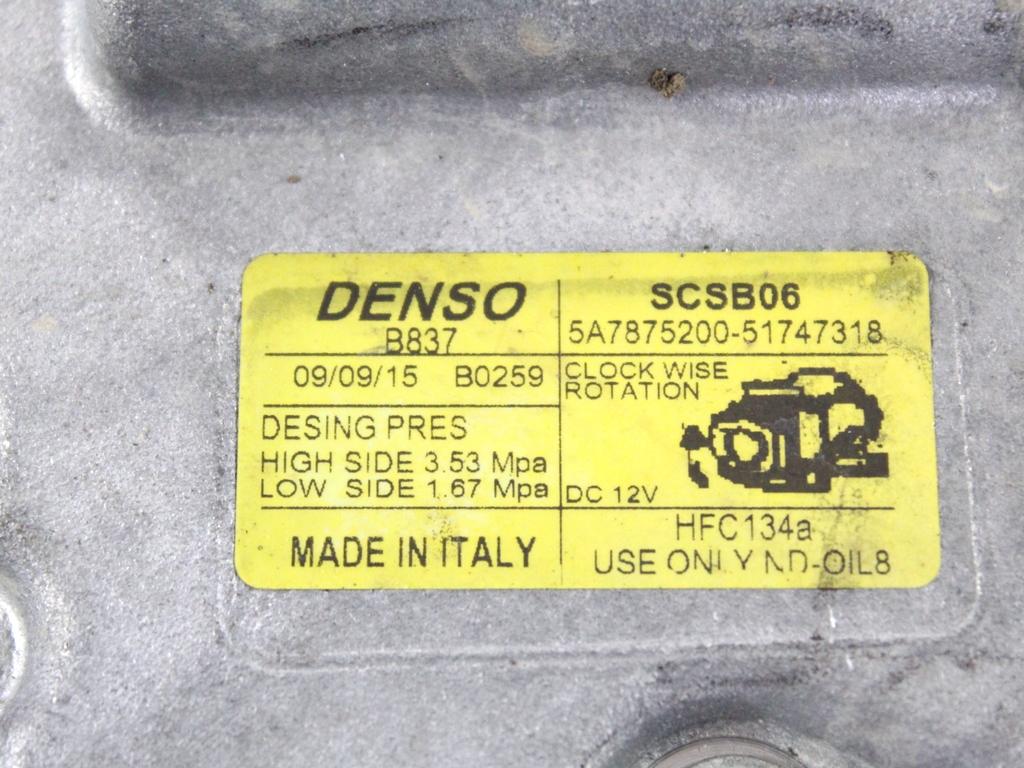 DENSO
B837
SCSB06
5A7875200-51747318
09/09/15 B0259
CLOCK WISE
ROTATION
DESING PRES
HIGH SIDE 3.53 Mpa
LOW SIDE 1.67 Mpa
DC 12V
MADE IN ITALY
HFC134a
USE ONLY ND-OIL8